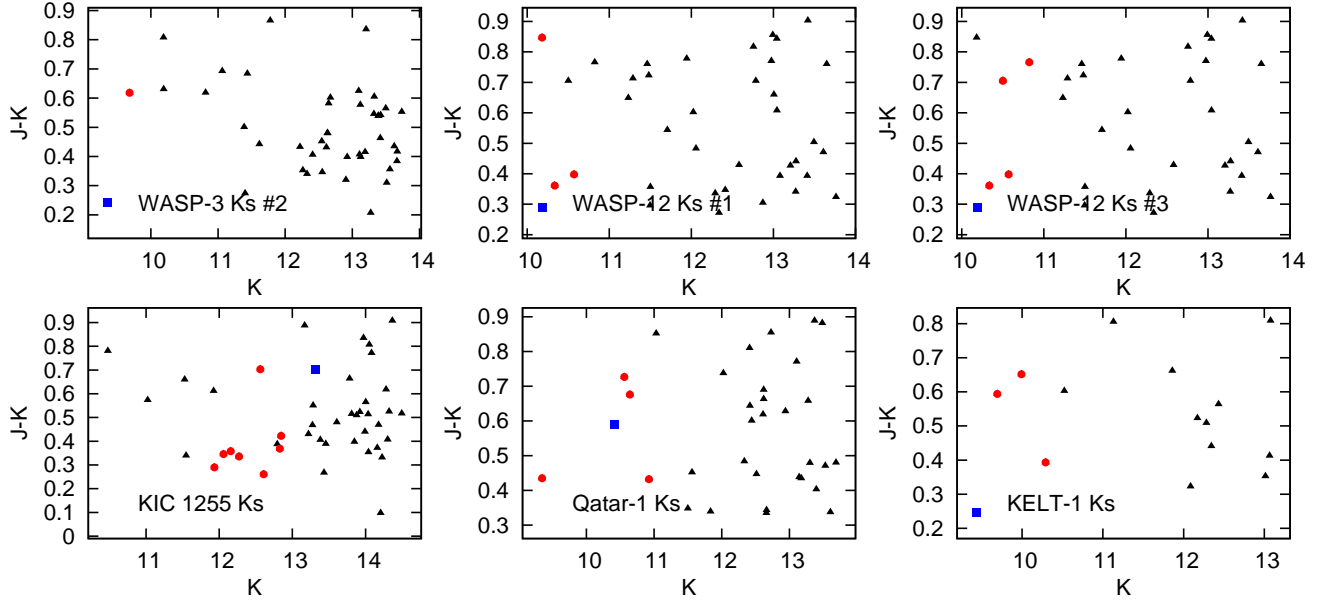 0.9
0.8
0.7
0.6
0.5
0.4
0.3
0.2
J-K
WASP-3 Ks #2
10 11 12 13 14
K
0.9
0.8
0.7
0.6
0.5
0.4
0.3
0.2
J-K
WASP-12 Ks #1
10 11 12 13 14
K
0.9
0.8
0.7
0.6
0.5
0.4
0.3
0.2
J-K
WASP-12 Ks #3
10 11 12 13 14
K
0.9
0.8
0.7
0.6
0.5
0.4
0.3
0.2
0.1
0
J-K
KIC 1255 Ks
11 12 13 14
K
0.9
0.8
0.7
0.6
0.5
0.4
0.3
J-K
Qatar-1 Ks
10 11 12 13
K
0.8
0.7
0.6
0.5
0.4
0.3
0.2
J-K
KELT-1 Ks
10 11 12 13
K